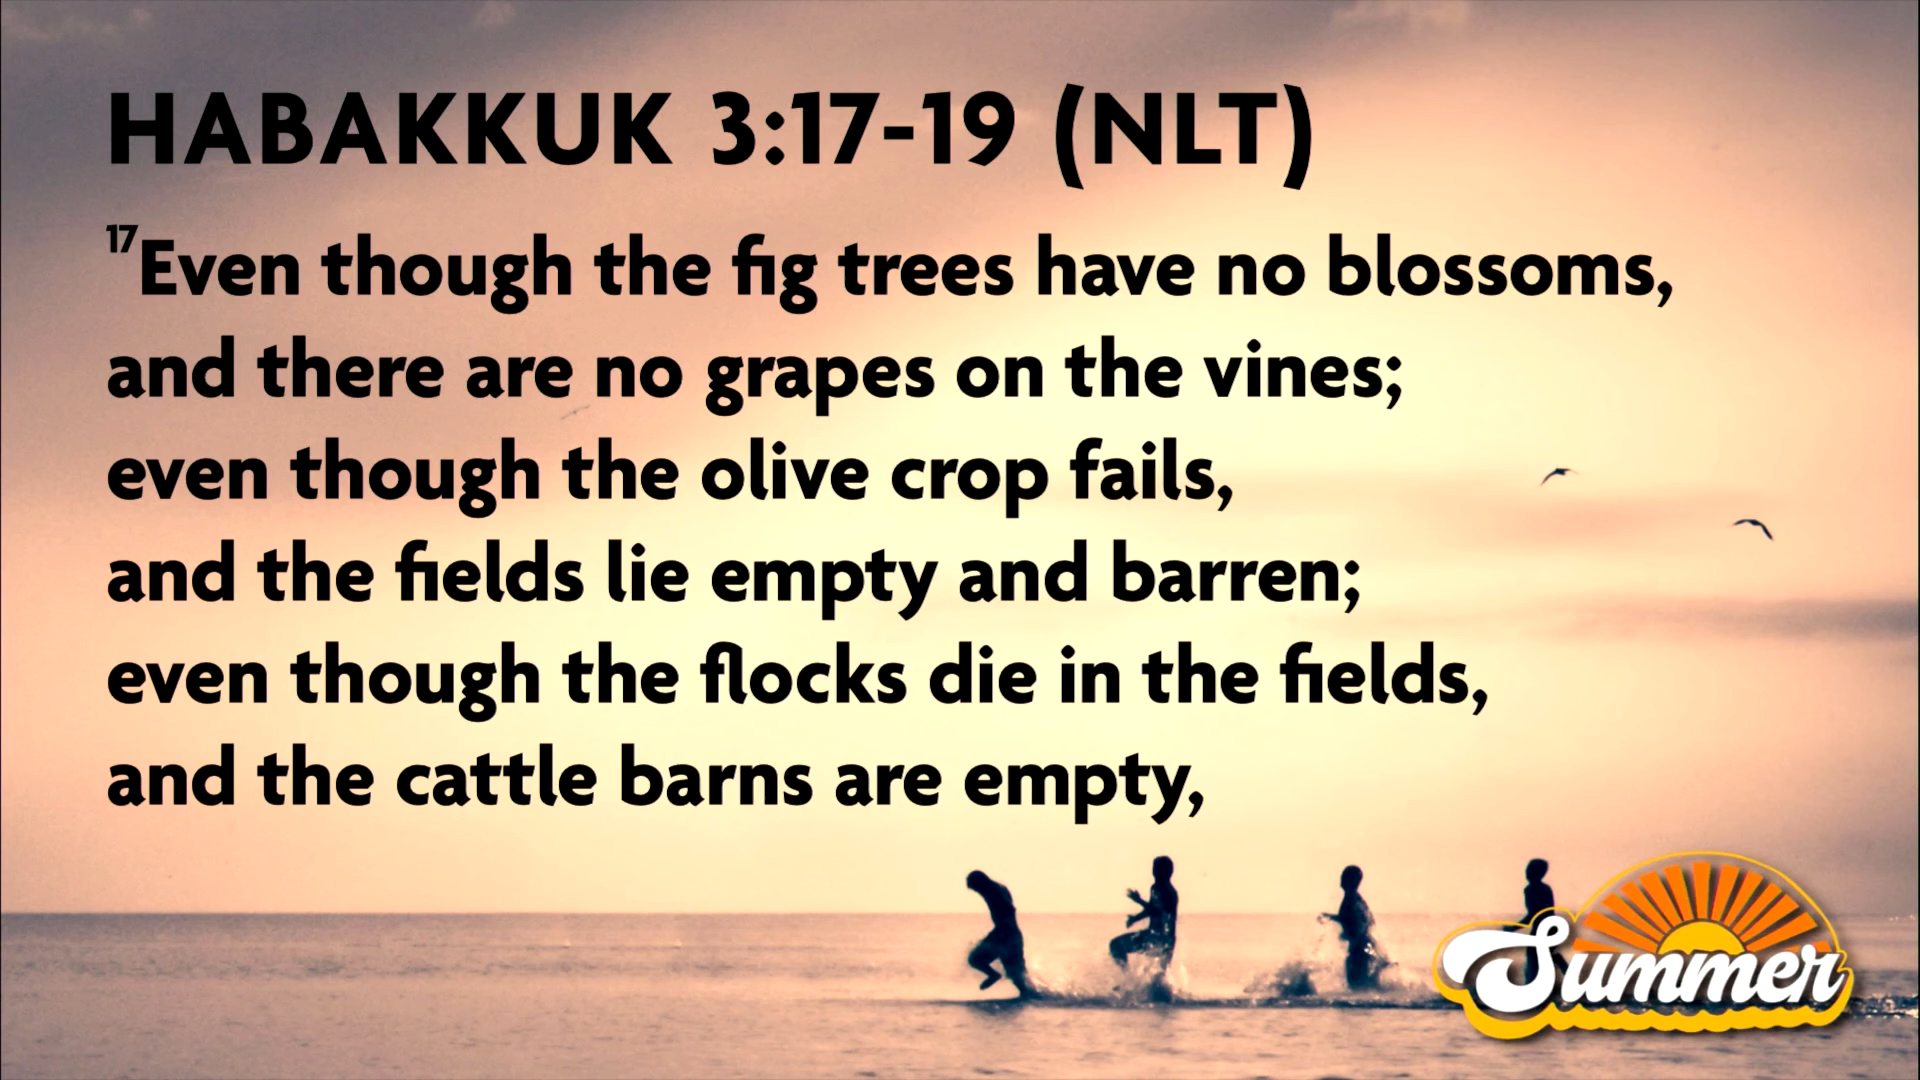 HABAKKUK 3:17-19 (NLT)
17Even though the fig trees have no blossoms,
and there are no grapes on the vines;
even though the olive crop fails,
and the fields lie empty and barren;
even though the flocks die in the fields,
and the cattle barns are empty,
Summer